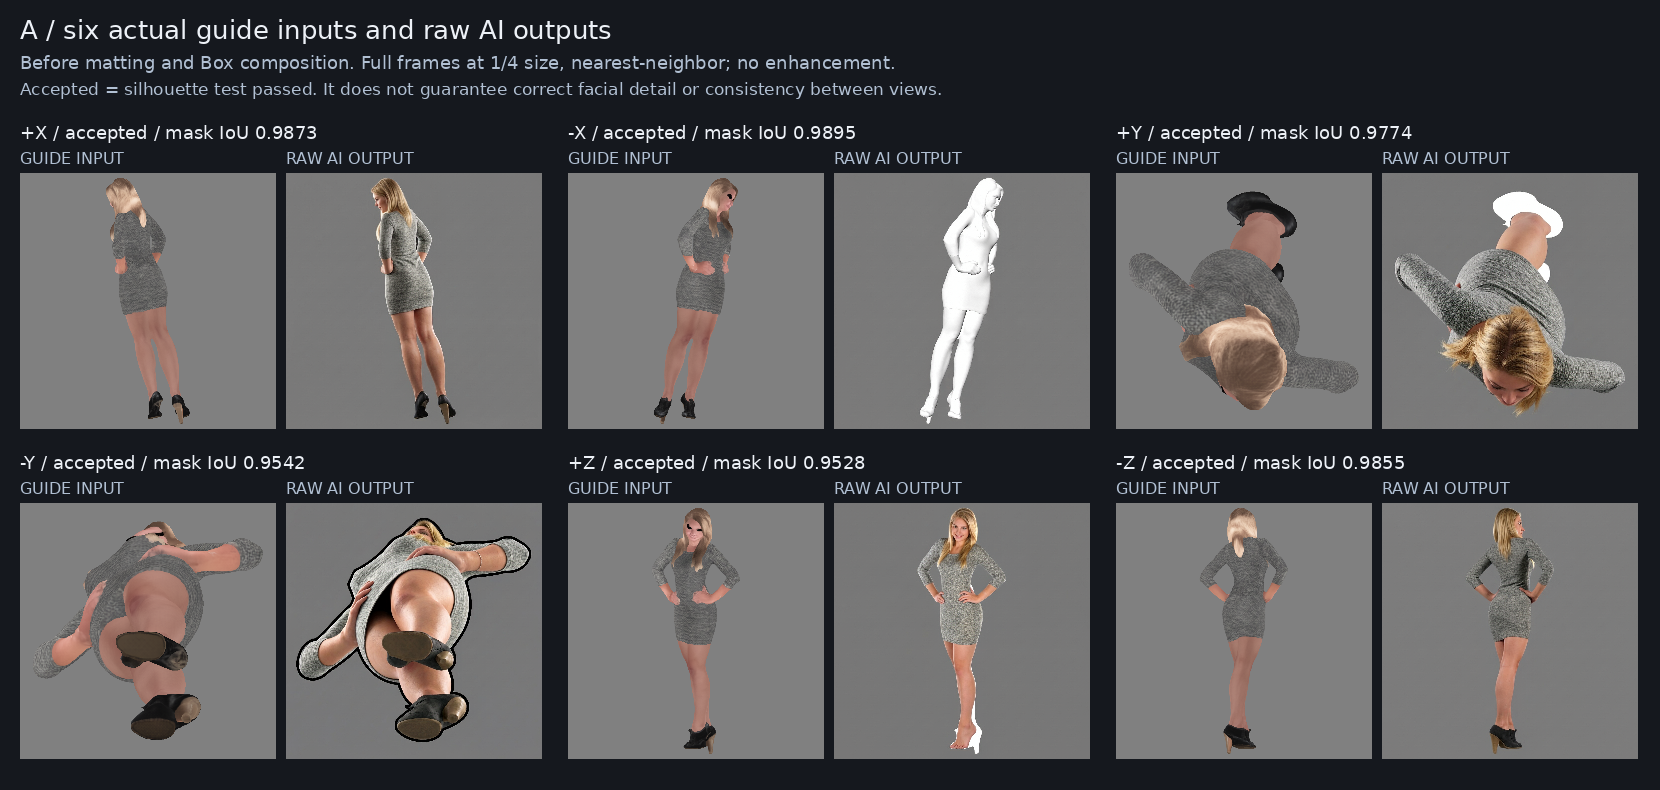 A / six actual guide inputs and raw AI outputs
Before matting and Box composition. Full frames at 1/4 size, nearest-neighbor; no enhancement.
Accepted = silhouette test passed. It does not guarantee correct facial detail or consistency between views.
+X / accepted / mask IoU 0.9873
GUIDE INPUT
RAW AI OUTPUT
-X / accepted / mask IoU 0.9895
GUIDE INPUT
RAW AI OUTPUT
+Y / accepted / mask IoU 0.9774
GUIDE INPUT
RAW AI OUTPUT
-Y / accepted / mask IoU 0.9542
GUIDE INPUT
RAW AI OUTPUT
+Z / accepted / mask IoU 0.9528
GUIDE INPUT
RAW AI OUTPUT
-Z / accepted / mask IoU 0.9855
GUIDE INPUT
RAW AI OUTPUT